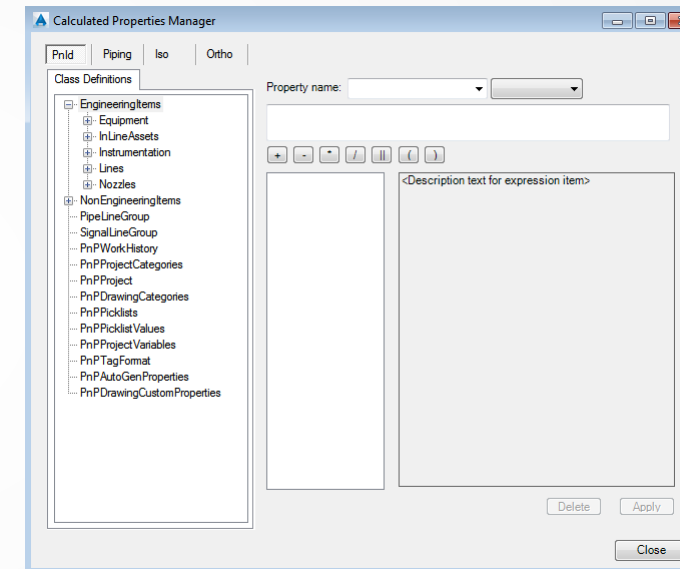 Calculated Properties Manager
PnId Piping Iso Ortho
Class Definitions
Property name:
EngineeringItems
Equipment
InLineAssets
Instrumentation
Lines
Nozzles
NonEngineeringItems
PipeLineGroup
SignalLineGroup
PnPWorkHistory
PnPProjectCategories
PnPProject
PnPDrawingCategories
PnPPicklists
PnPPicklistValues
PnPProjectVariables
PnPTagFormat
PnPAutoGenProperties
PnPDrawingCustomProperties
+ - * / || ( )
<Description text for expression item>
Delete Apply
Close